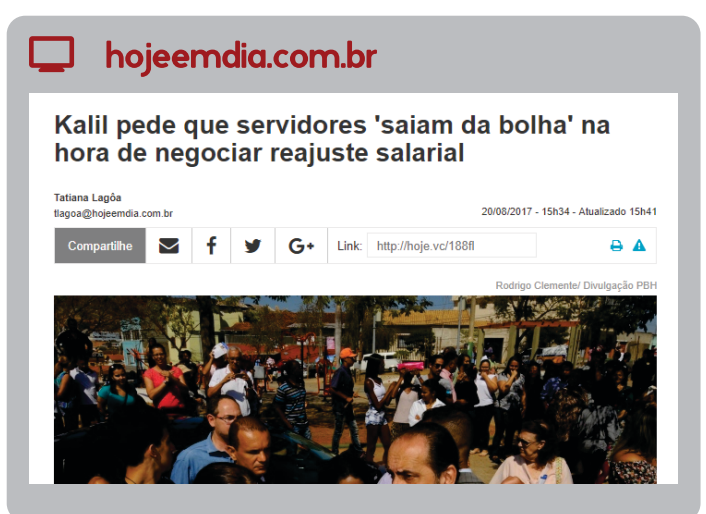 hojeemdia.com.br
Kalil pede que servidores 'saiam da bolha' na
hora de negociar reajuste salarial
Tatiana Lagôa
tlagoa@hojeemdia.com.br
20/08/2017 - 15h34 - Atualizado 15h41
Compartilhe
f
G+
Link:
http://hoje.vc/188fl
Rodrigo Clemente/ Divulgação PBH